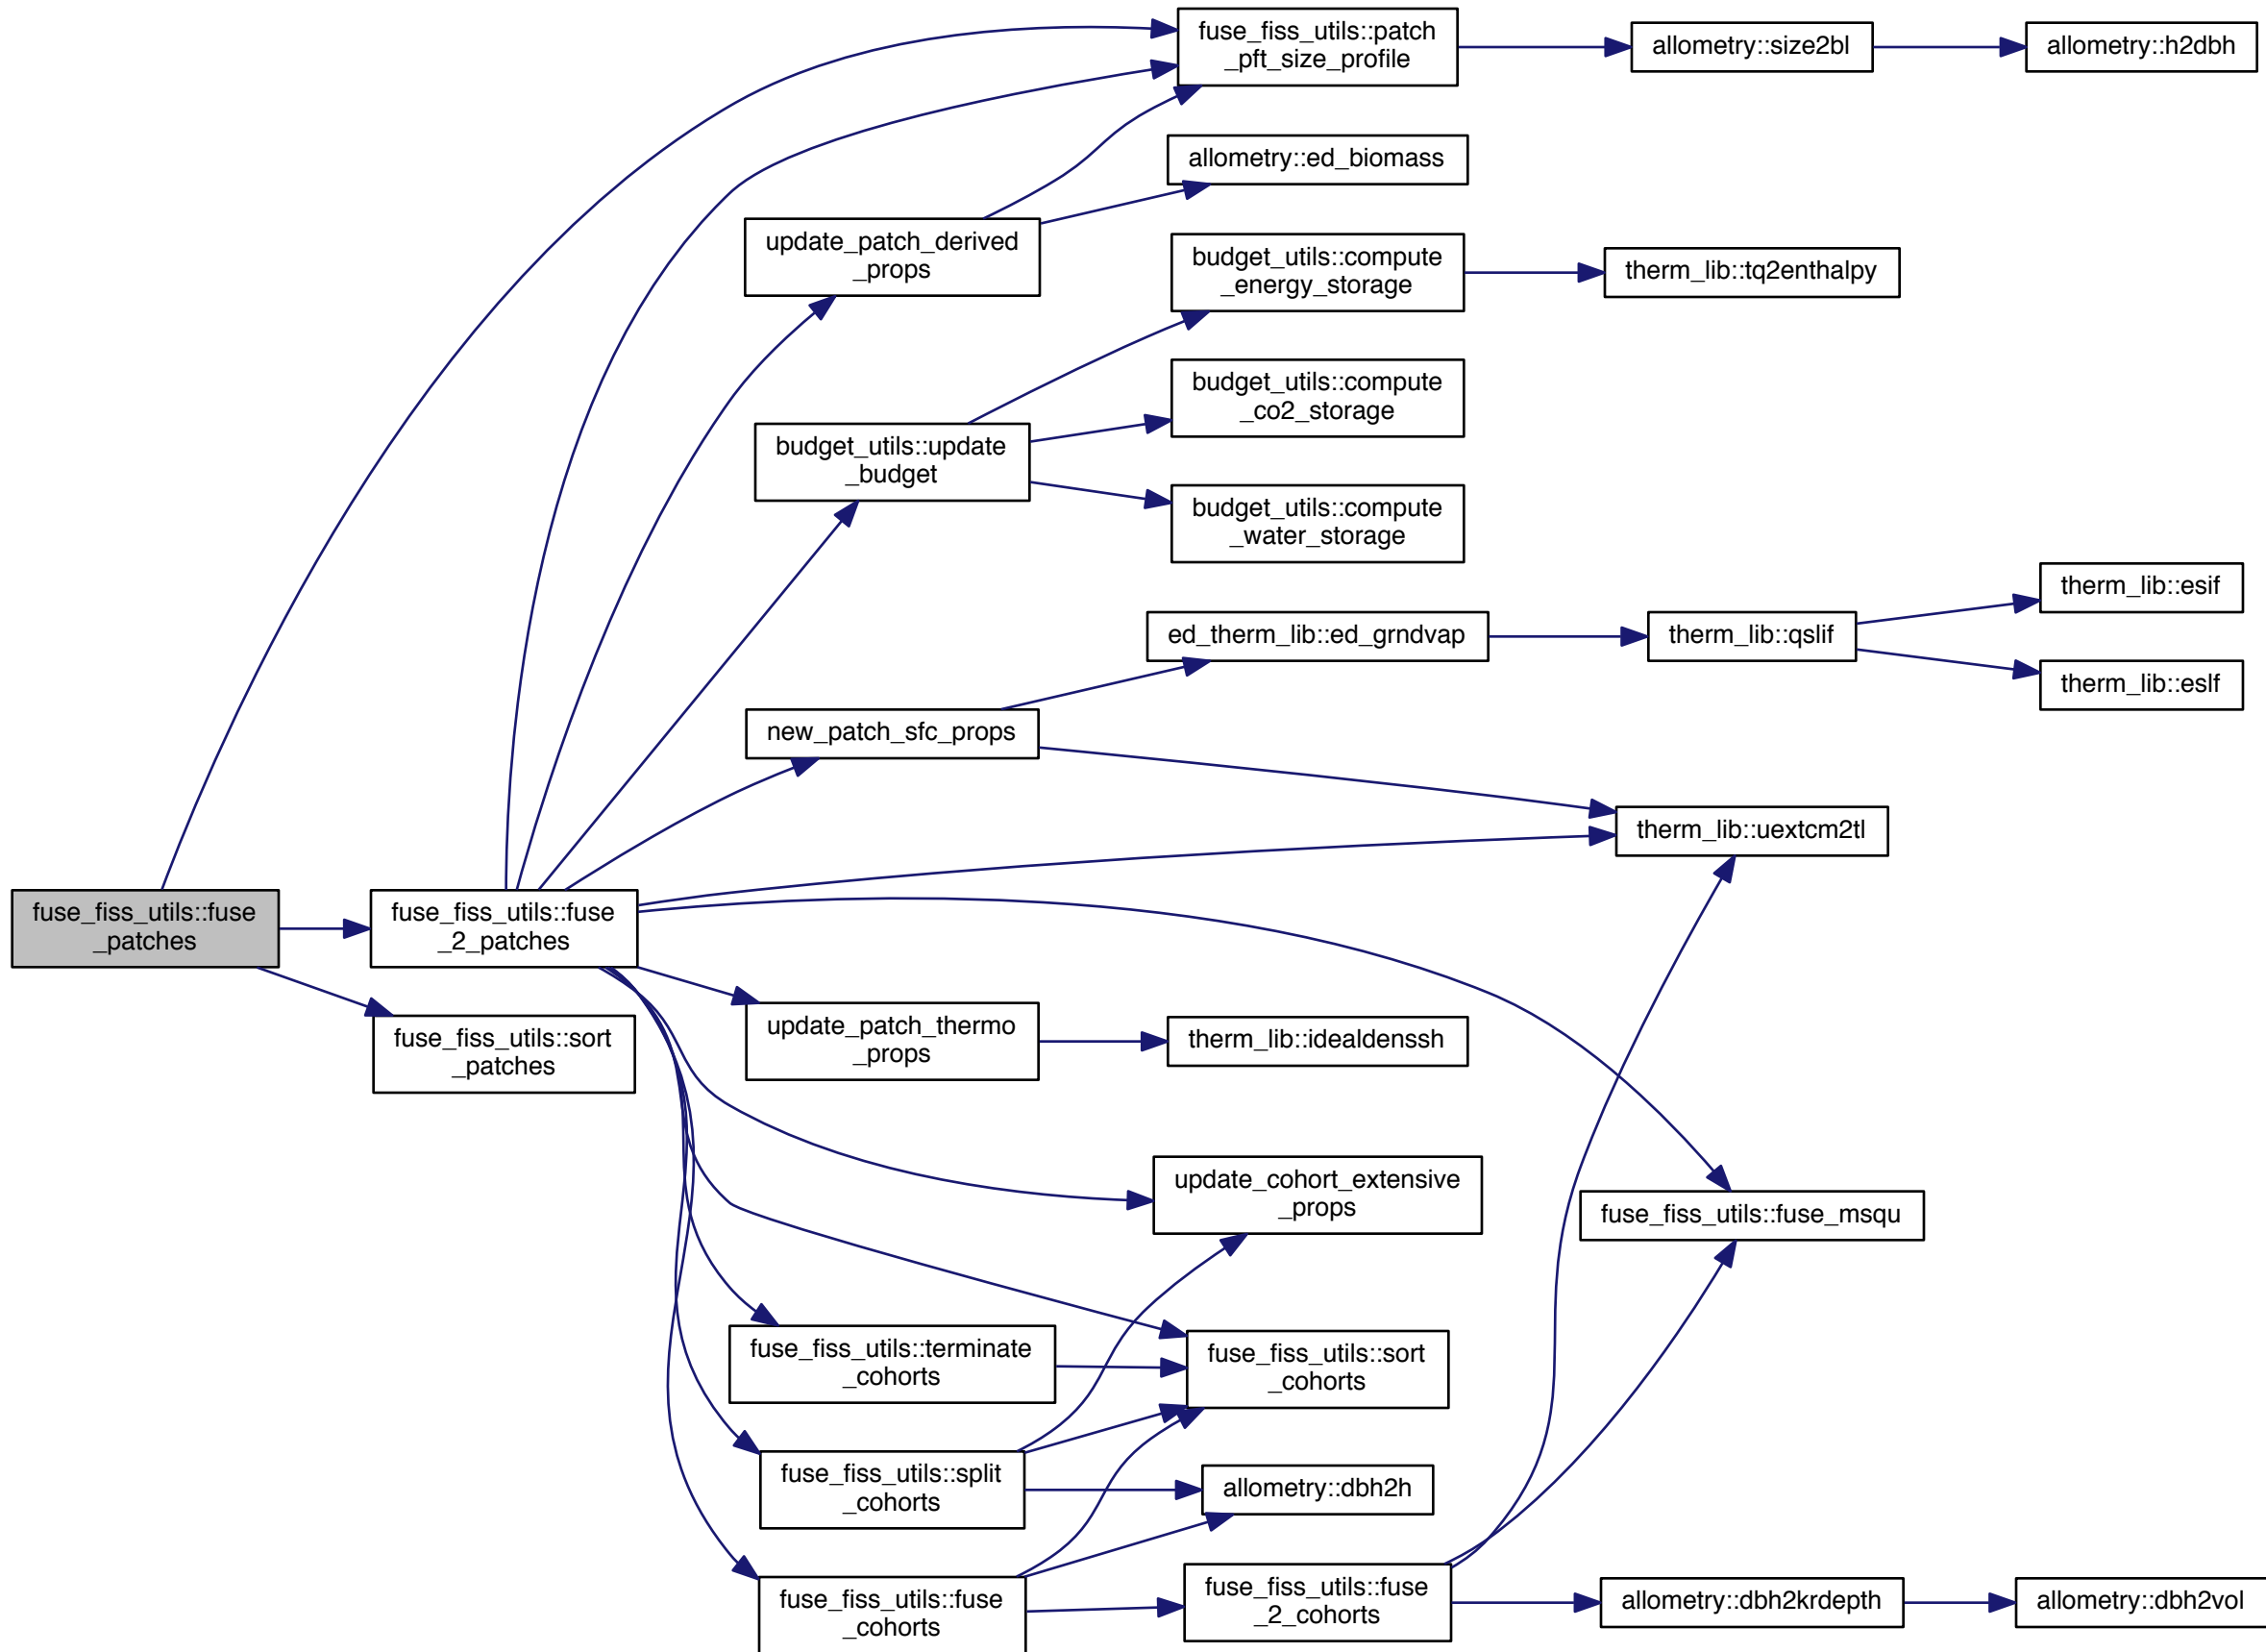 fuse_fiss_utils::patch
_pft_size_profile
allometry::size2bl
allometry::h2dbh
allometry::ed_biomass
update_patch_derived
_props
budget_utils::compute
_energy_storage
therm_lib::tq2enthalpy
budget_utils::compute
_co2_storage
budget_utils::update
_budget
budget_utils::compute
_water_storage
therm_lib::esif
ed_therm_lib::ed_grndvap
therm_lib::qslif
therm_lib::eslf
new_patch_sfc_props
therm_lib::uextcm2tl
fuse_fiss_utils::fuse
_patches
fuse_fiss_utils::fuse
_2_patches
fuse_fiss_utils::sort
_patches
update_patch_thermo
_props
therm_lib::idealdenssh
update_cohort_extensive
_props
fuse_fiss_utils::fuse_msqu
fuse_fiss_utils::terminate
_cohorts
fuse_fiss_utils::sort
_cohorts
fuse_fiss_utils::split
_cohorts
allometry::dbh2h
fuse_fiss_utils::fuse
_cohorts
fuse_fiss_utils::fuse
_2_cohorts
allometry::dbh2krdepth
allometry::dbh2vol